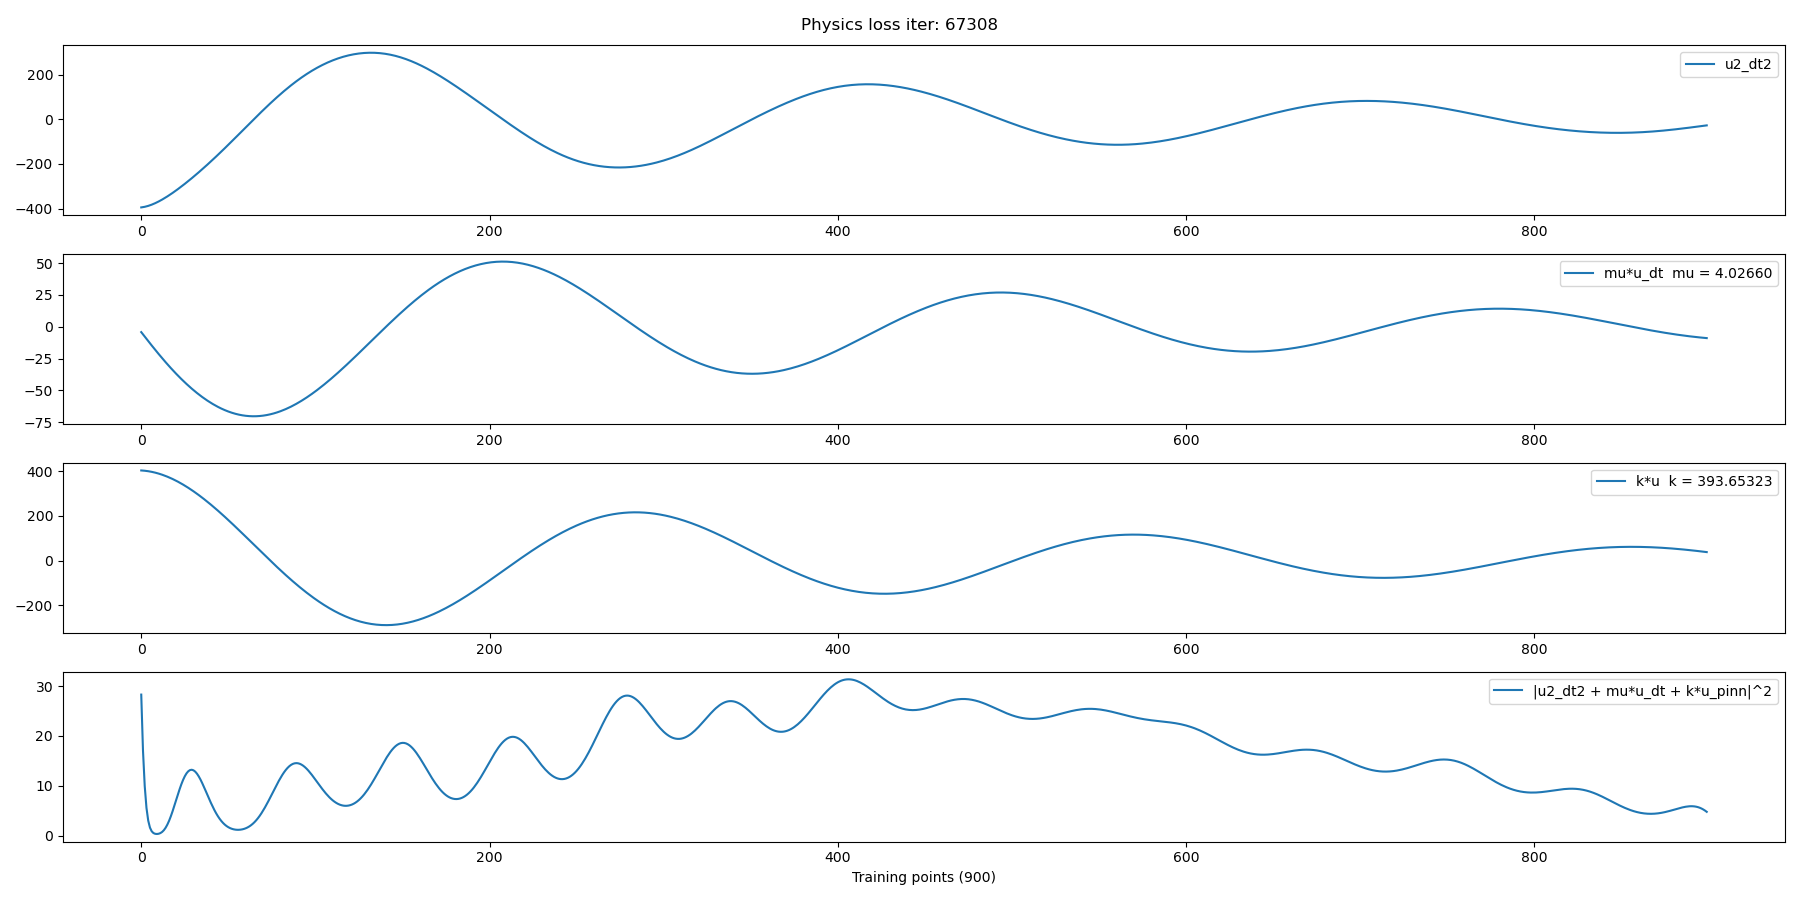 Physics loss iter: 67308
u2_dt2
200
0
−200
−400
0 200 400 600 800
mu*u_dt  mu = 4.02660
50
25
0
−25
−50
−75
0 200 400 600 800
k*u  k = 393.65323
400
200
0
−200
0 200 400 600 800
|u2_dt2 + mu*u_dt + k*u_pinn|^2
30
20
10
0
0 200 400 600 800
Training points (900)